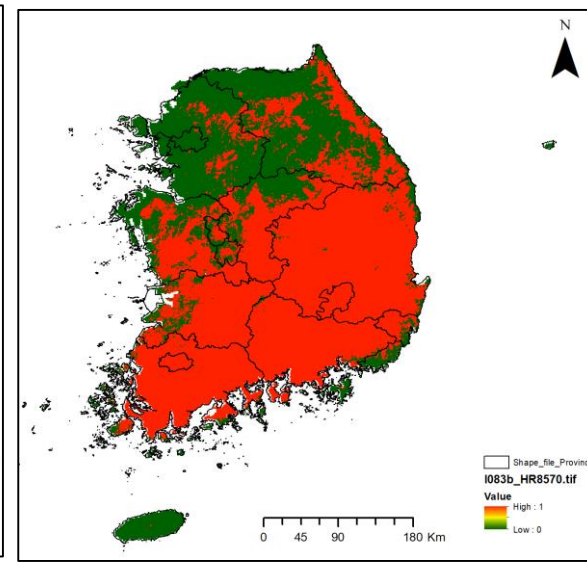 N
Shape_file_Provinc
I083b_HR8570.tif
Value
High : 1
Low : 0
0 45 90 180 Km